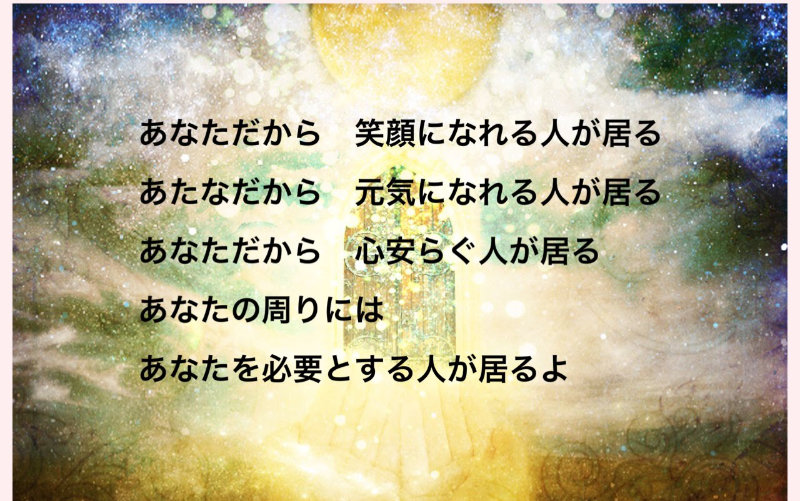 あなただから　笑顔になれる人が居る
あたなだから　元気になれる人が居る
あなただから　心安らぐ人が居る
あなたの周りには
あなたを必要とする人が居るよ